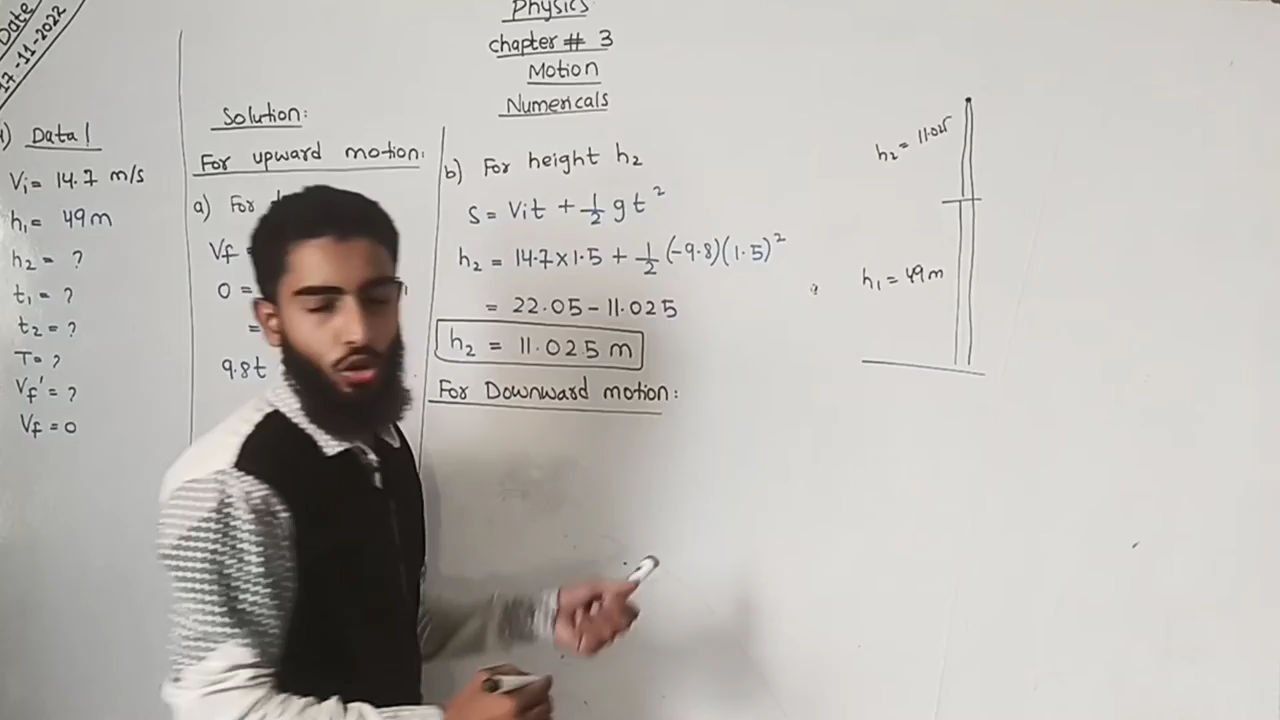 Date
17-11-2022
Physics
chapter # 3
Motion
Numericals
Data!
Vi = 14.7 m/s
h1 = 49m
h2 = ?
t1 = ?
t2 = ?
T = ?
Vf' = ?
Vf = 0
Solution:
For upward motion:
a) For
Vf =
0 =
=
9.8t
b) For height h2
S = Vit + 1/2 gt²
h2 = 14.7×1.5 + 1/2 (-9.8)(1.5)²
= 22.05 - 11.025
h2 = 11.025 m
For Downward motion:
h2 = 11.025
h1 = 49m